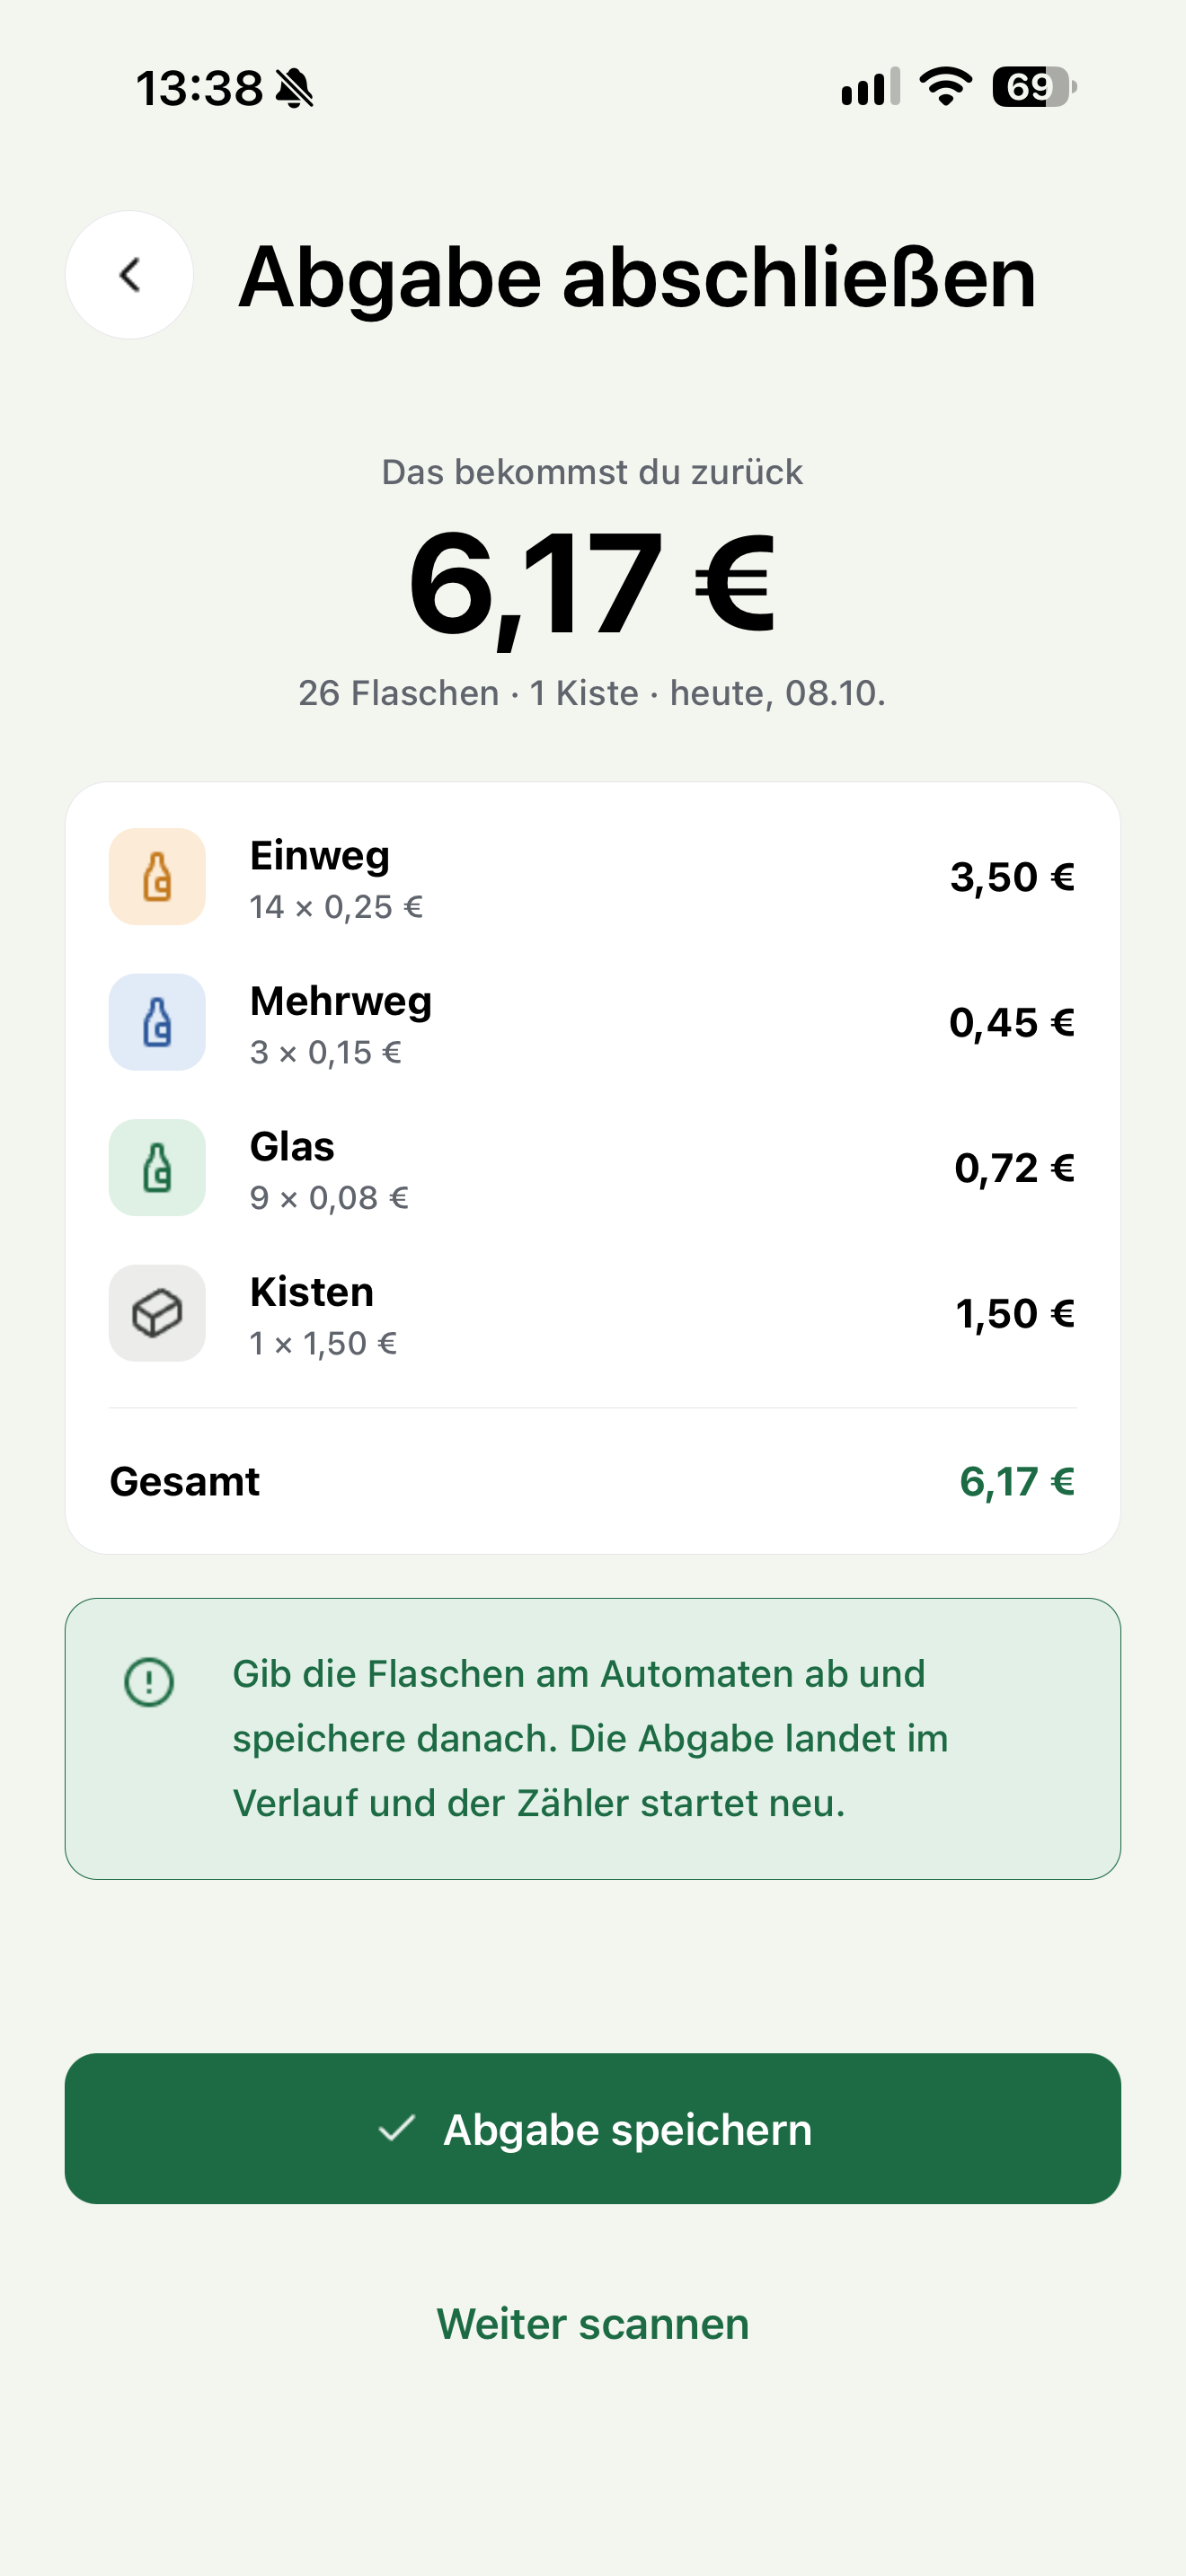 13:38
69
Abgabe abschließen
Das bekommst du zurück
6,17 €
26 Flaschen · 1 Kiste · heute, 08.10.
Einweg
14 × 0,25 €
3,50 €
Mehrweg
3 × 0,15 €
0,45 €
Glas
9 × 0,08 €
0,72 €
Kisten
1 × 1,50 €
1,50 €
Gesamt
6,17 €
Gib die Flaschen am Automaten ab und
speichere danach. Die Abgabe landet im
Verlauf und der Zähler startet neu.
Abgabe speichern
Weiter scannen